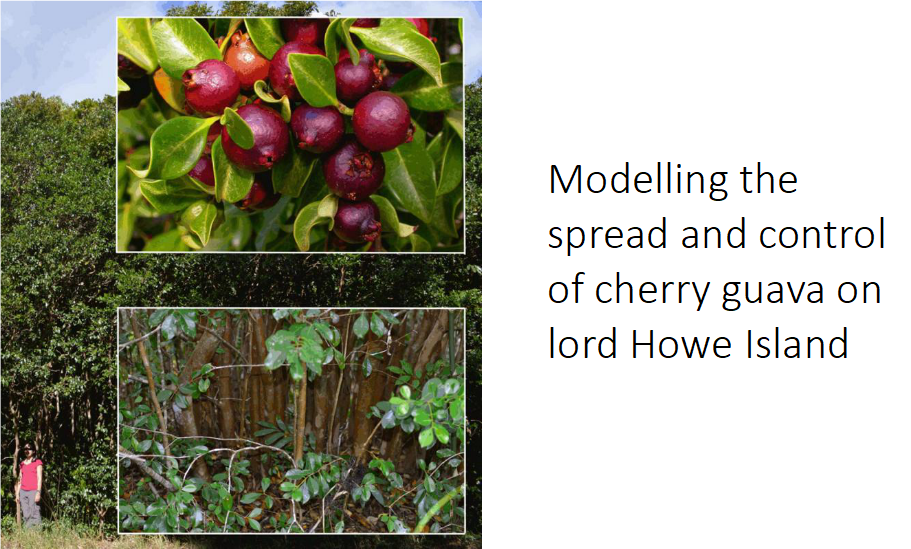 Modelling the
spread and control
of cherry guava on
lord Howe Island